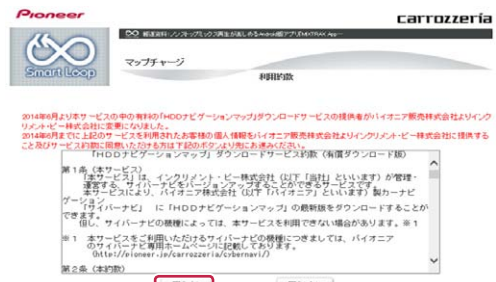 Pioneer
carrozzeria
Smart Loop
マップチャージ
利用約款
2014年6月より本サービスの中の有料の「HDDナビゲーションマップ」ダウンロードサービスの提供者がパイオニア販売株式会社よりインク
リメント・ピー株式会社に変更になりました。
2014年6月までに上記のサービスを利用されたお客様の個人情報をパイオニア販売株式会社よりインクリメント・ピー株式会社に提供する
こと及びサービス約款に同意いただける方は下記のボタンより先にお進みください。
「HDDナビゲーションマップ」ダウンロードサービス約款（有償ダウンロード版）
第1条（本サービス）
「本サービス」は、インクリメント・ピー株式会社（以下「当社」といいます）が管理・
運営する、サイバーナビをバージョンアップすることができるサービスです。
本サービスにより、パイオニア株式会社（以下「パイオニア」といいます）製カーナビ
ゲーション
「サイバーナビ」 に「HDDナビゲーションマップ」の最新版をダウンロードすることが
できます。
但し、サイバーナビの機種によっては、本サービスを利用できない場合があります。※1
※1 本サービスをご利用いただけるサイバーナビの機種につきましては、パイオニア
のサイバーナビ専用ホームページに記載しております。
(http://pioneer.jp/carrozzeria/cybernavi/)
第2条（本約款）